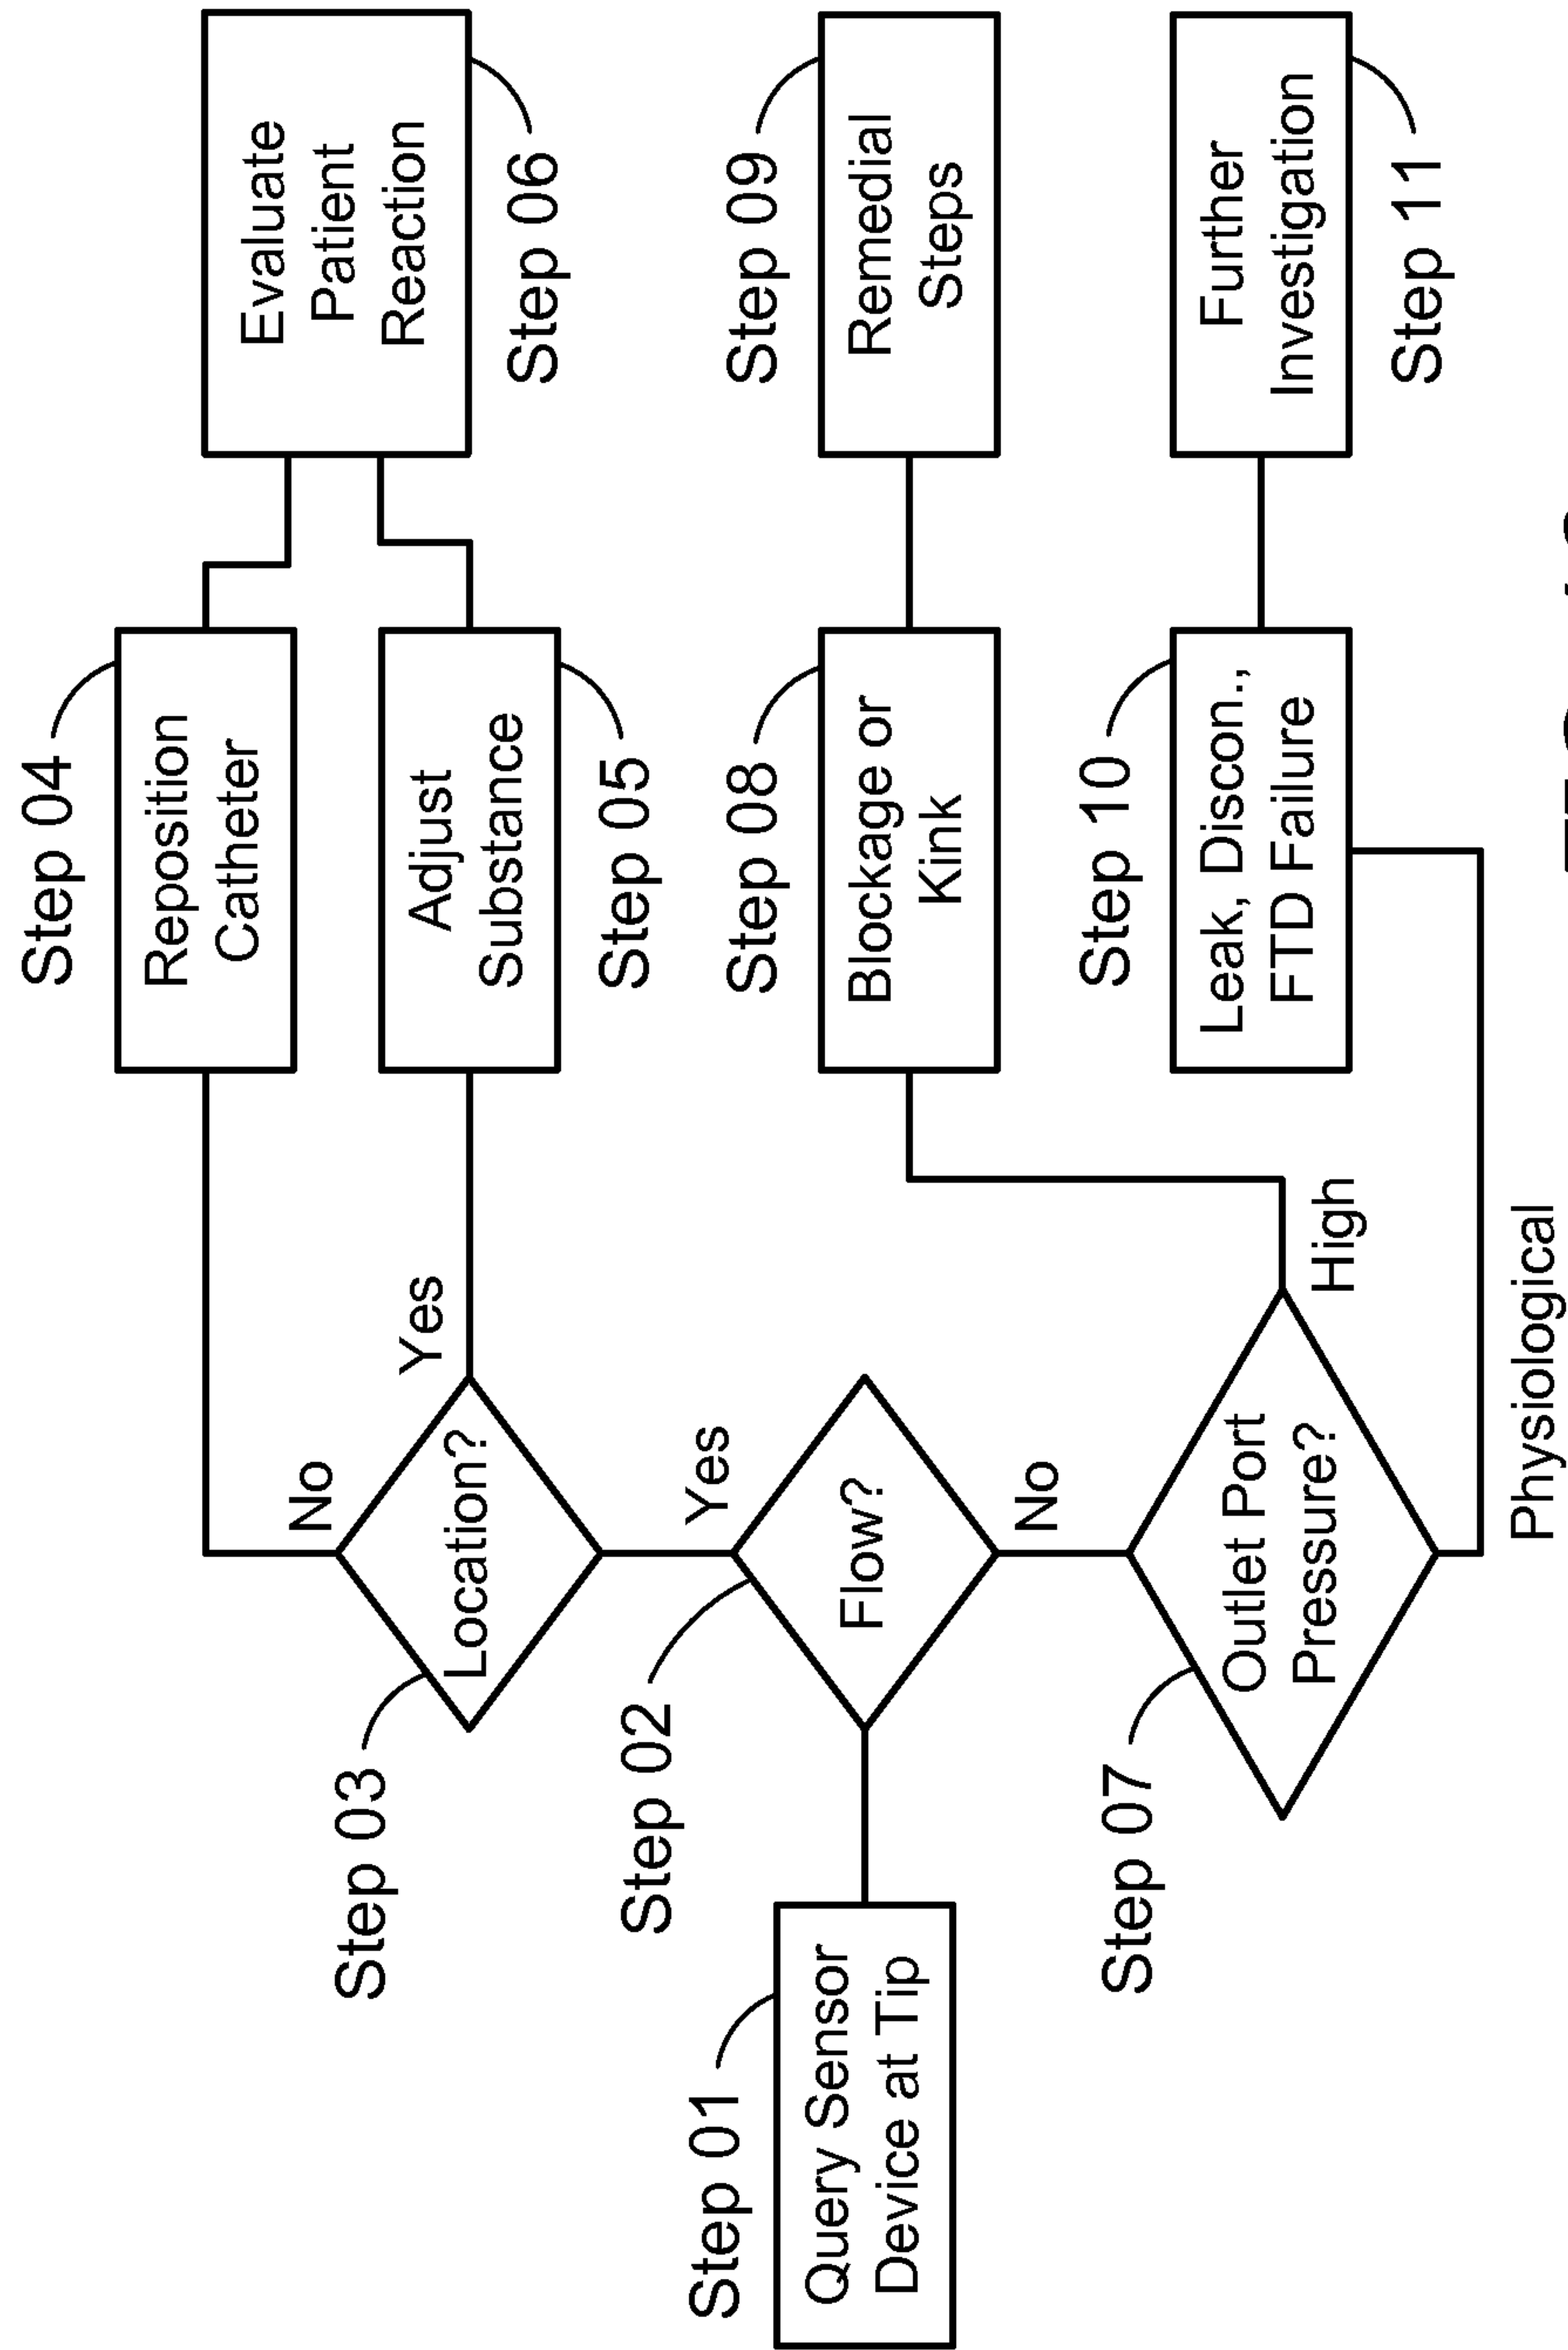 Step 01
Query Sensor
Device at Tip
Step 02
Flow?
Yes
No
Step 03
Location?
No
Yes
Step 04
Reposition
Catheter
Adjust
Substance
Step 05
Evaluate
Patient
Reaction
Step 06
Step 07
Outlet Port
Pressure?
High
Physiological
Step 08
Blockage or
Kink
Step 09
Remedial
Steps
Step 10
Leak, Discon.,
FTD Failure
Further
Investigation
Step 11